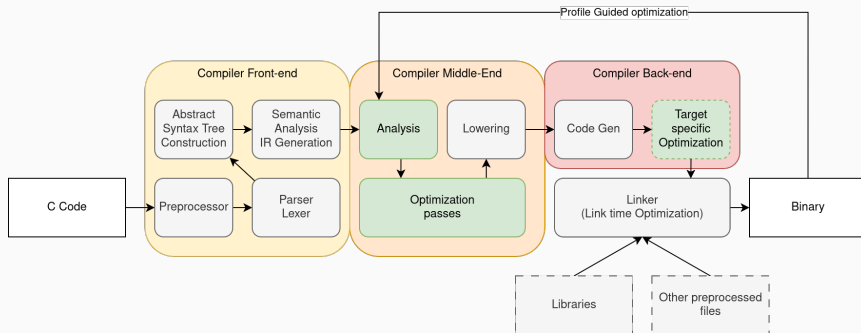 Profile Guided optimization
Compiler Front-end
Compiler Middle-End
Compiler Back-end
Abstract
Syntax Tree
Construction
Semantic
Analysis
IR Generation
Analysis
Lowering
Code Gen
Target
specific
Optimization
C Code
Preprocessor
Parser
Lexer
Optimization
passes
Linker
(Link time Optimization)
Binary
Libraries
Other preprocessed
files